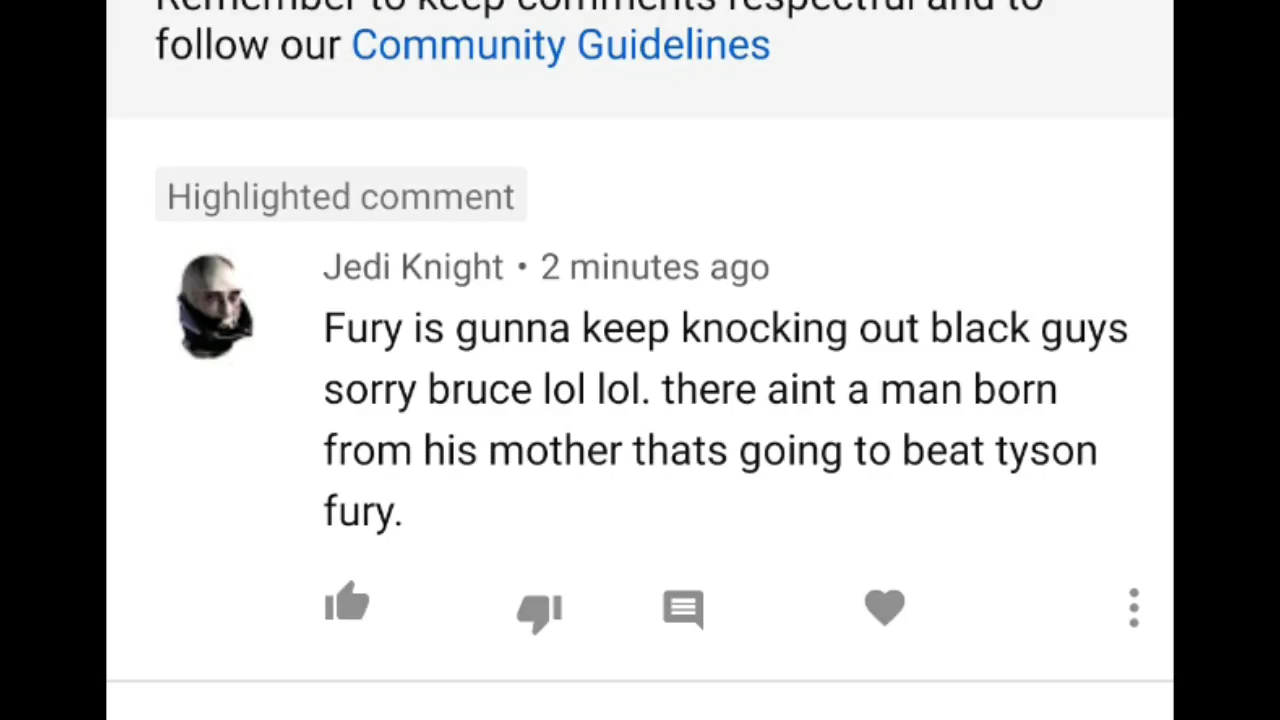 Remember to keep comments respectful and to
follow our Community Guidelines
Highlighted comment
Jedi Knight • 2 minutes ago
Fury is gunna keep knocking out black guys
sorry bruce lol lol. there aint a man born
from his mother thats going to beat tyson
fury.